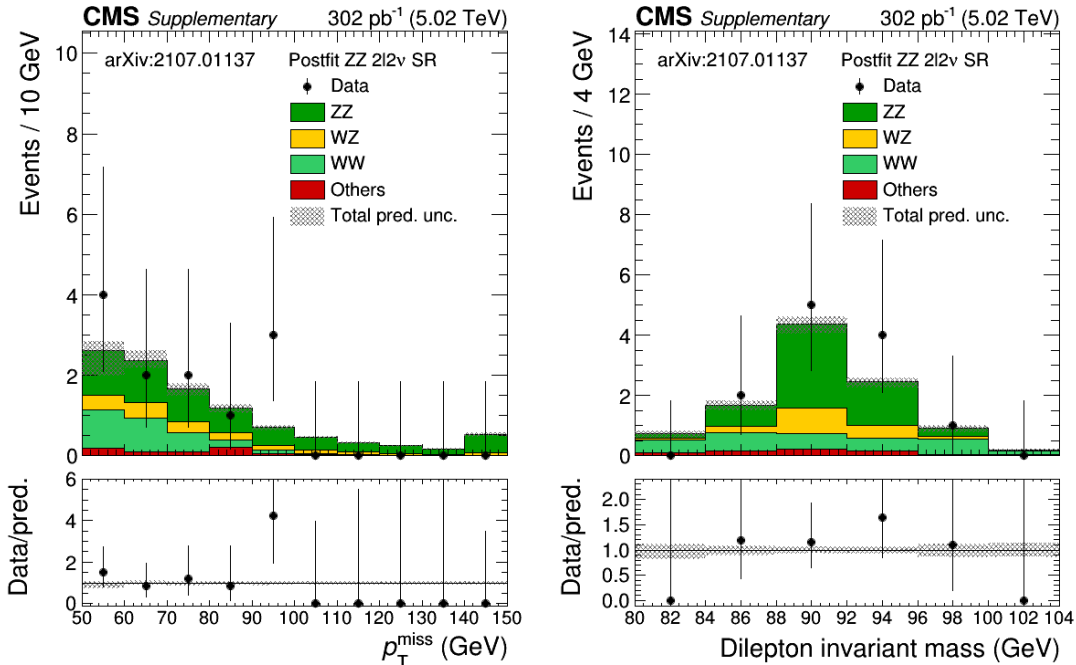 CMS Supplementary 302 pb⁻¹ (5.02 TeV)
arXiv:2107.01137 Postfit ZZ 2l2ν SR
Data
ZZ
WZ
WW
Others
Total pred. unc.
Events / 10 GeV
10
8
6
4
2
0
Data/pred.
6
4
2
0
50 60 70 80 90 100 110 120 130 140 150
p_T^miss (GeV)
CMS Supplementary 302 pb⁻¹ (5.02 TeV)
arXiv:2107.01137 Postfit ZZ 2l2ν SR
Data
ZZ
WZ
WW
Others
Total pred. unc.
Events / 4 GeV
14
12
10
8
6
4
2
0
Data/pred.
2.0
1.5
1.0
0.5
0.0
80 82 84 86 88 90 92 94 96 98 100 102 104
Dilepton invariant mass (GeV)